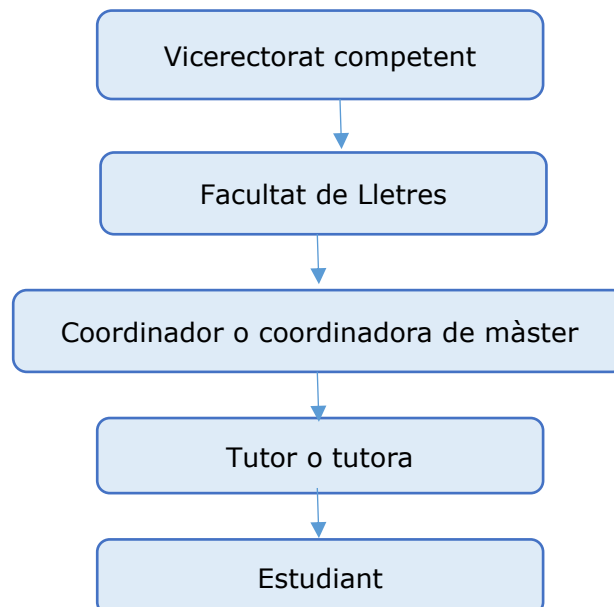 Vicerectorat competent
Facultat de Lletres
Coordinador o coordinadora de màster
Tutor o tutora
Estudiant